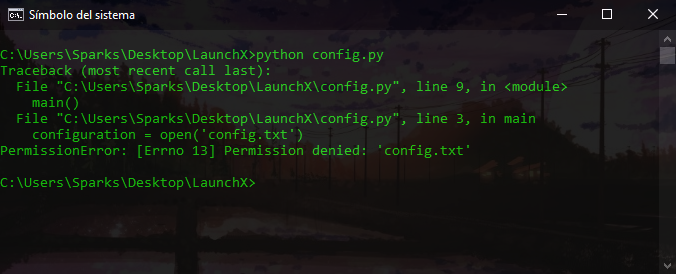 Símbolo del sistema
C:\Users\Sparks\Desktop\LaunchX>python config.py
Traceback (most recent call last):
  File "C:\Users\Sparks\Desktop\LaunchX\config.py", line 9, in <module>
    main()
  File "C:\Users\Sparks\Desktop\LaunchX\config.py", line 3, in main
    configuration = open('config.txt')
PermissionError: [Errno 13] Permission denied: 'config.txt'
C:\Users\Sparks\Desktop\LaunchX>